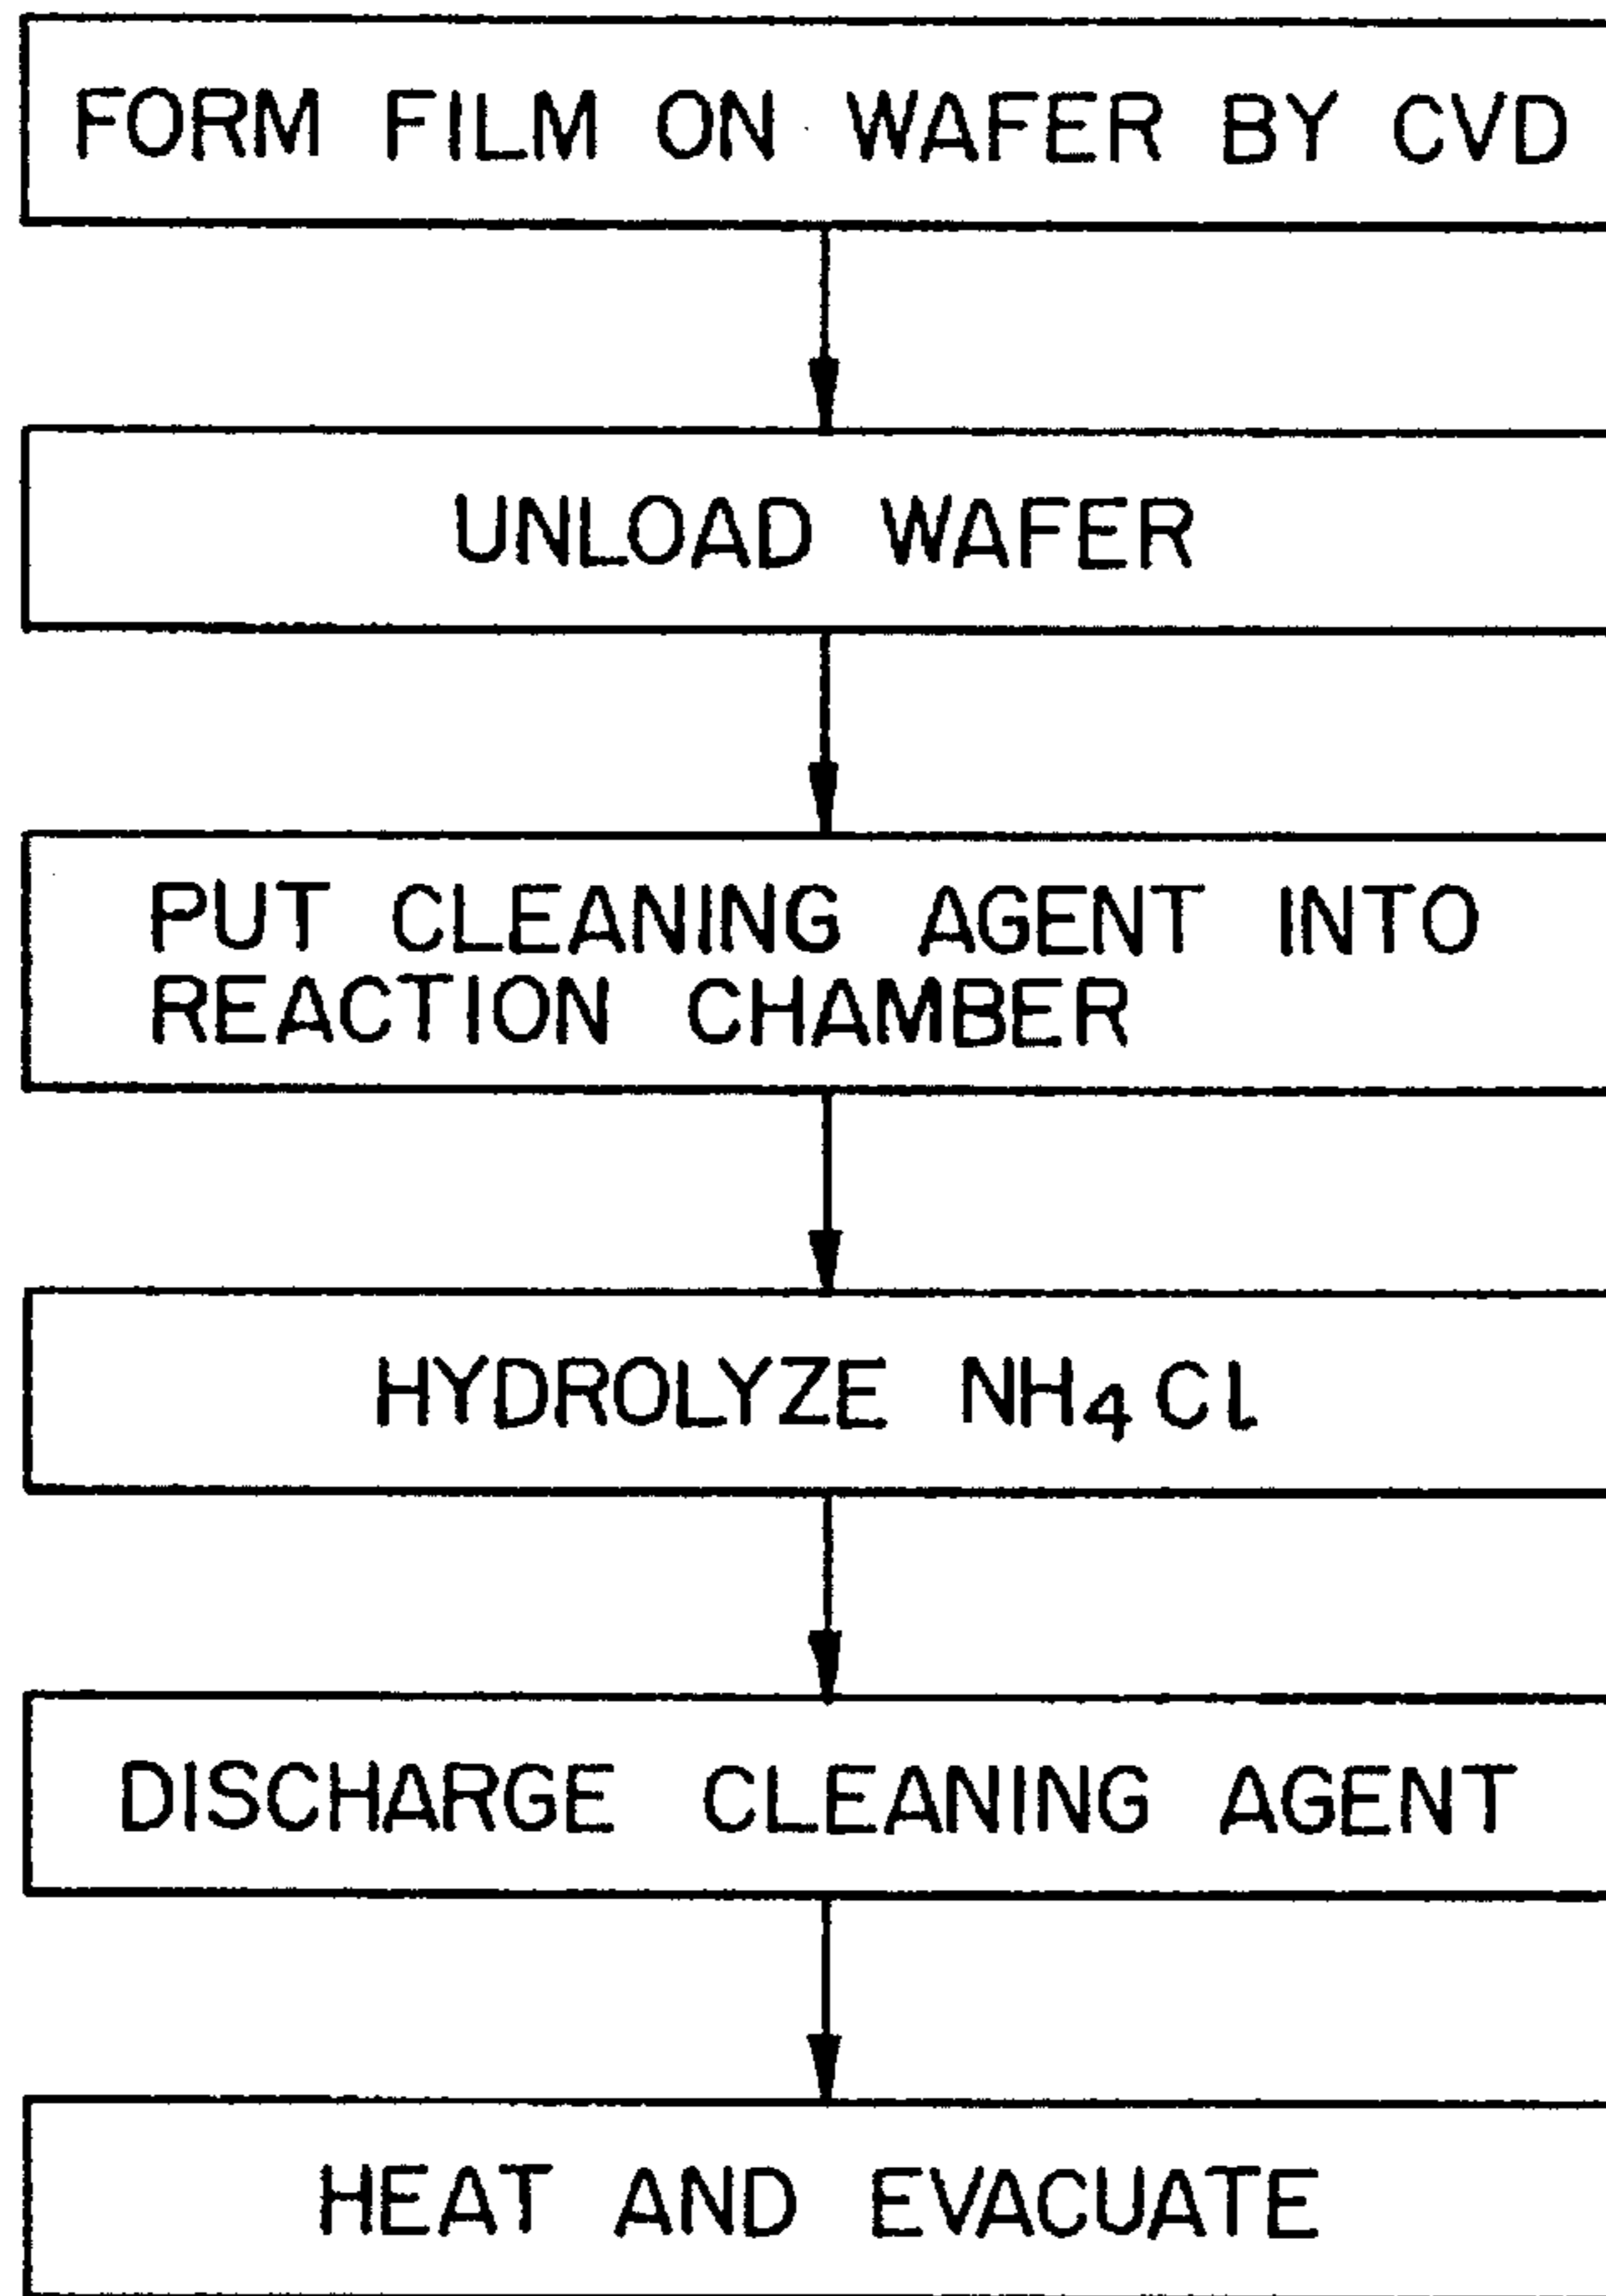 FORM FILM ON WAFER BY CVD
UNLOAD WAFER
PUT CLEANING AGENT INTO
REACTION CHAMBER
HYDROLYZE NH₄Cl
DISCHARGE CLEANING AGENT
HEAT AND EVACUATE